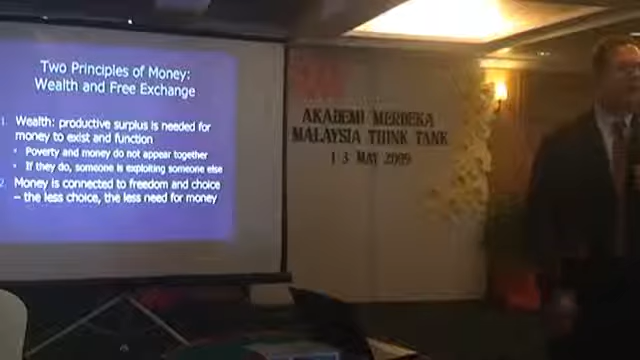 Two Principles of Money:
Wealth and Free Exchange
1. Wealth: productive surplus is needed for
money to exist and function
• Poverty and money do not appear together
• If they do, someone is exploiting someone else
2. Money is connected to freedom and choice
– the less choice, the less need for money
AKADEMI MERDEKA
MALAYSIA THINK TANK
1 3 MAY 2009